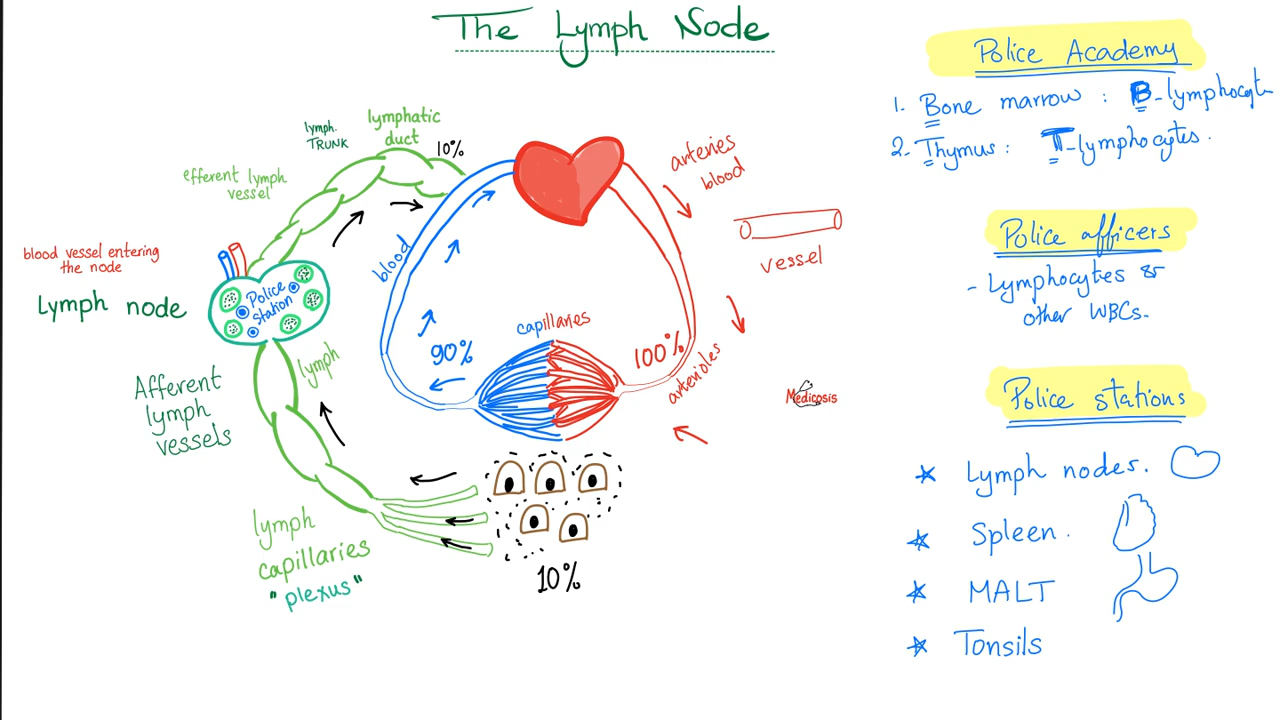 The Lymph Node
lymphatic
duct
10%
lymph.
TRUNK
efferent lymph
vessel
blood vessel entering
the node
Lymph node
Police
station
Afferent
lymph
vessels
lymph
lymph
capillaries
"plexus"
blood
90%
capillaries
100%
arterioles
arteries
blood
vessel
10%
Medicosis
Police Academy
1. Bone marrow : B-lymphocyte
2. Thymus : T-lymphocytes.
Police officers
- Lymphocytes &
other WBCs.
Police stations
* Lymph nodes.
* Spleen.
* MALT
* Tonsils